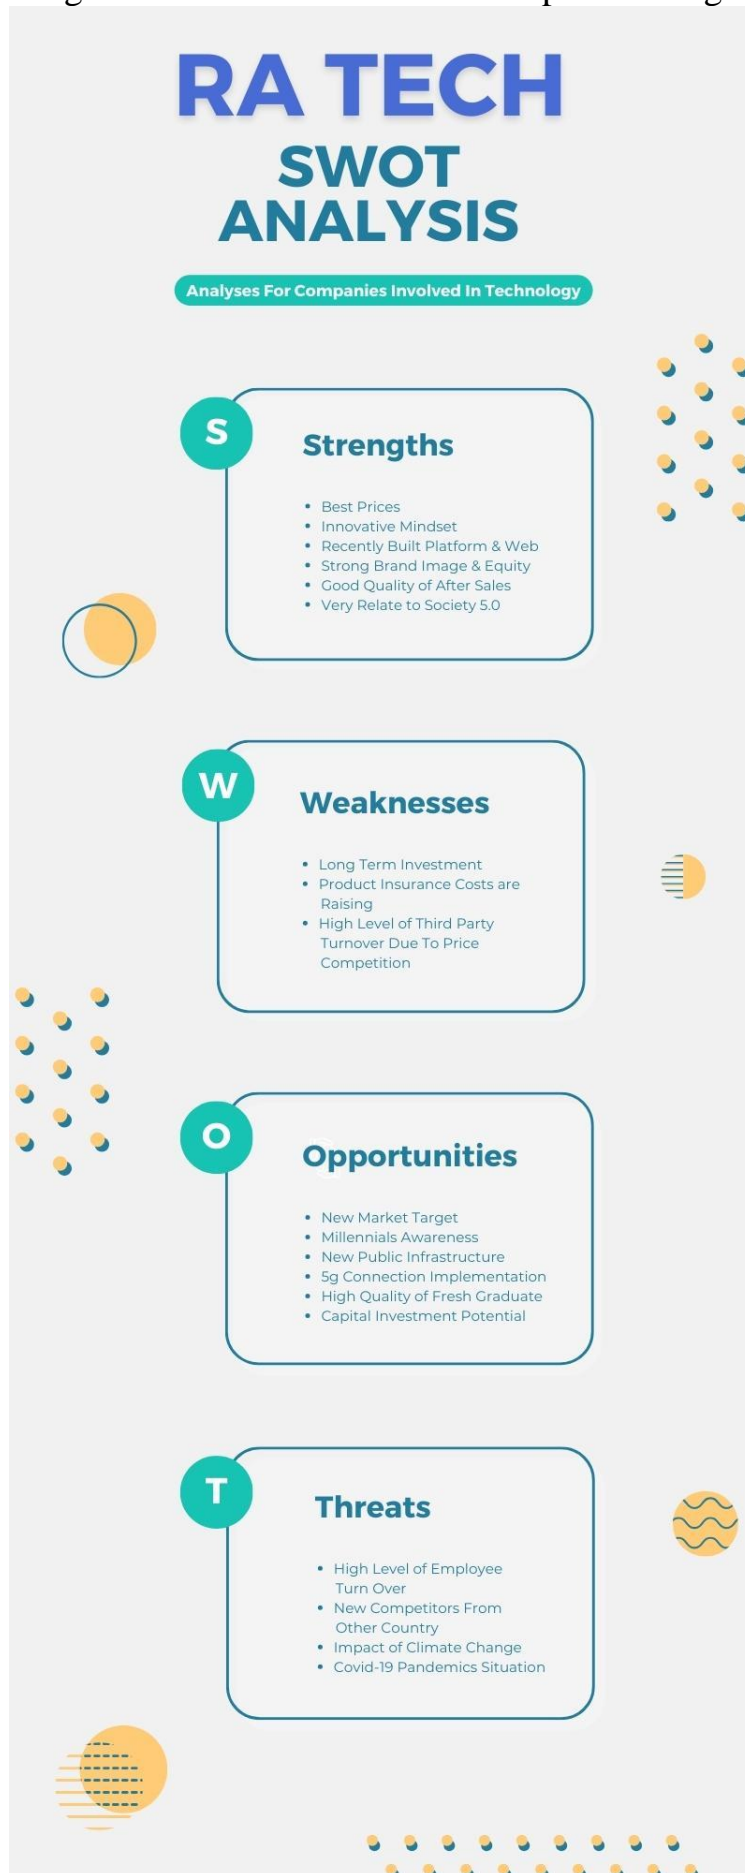 RA TECH
SWOT
ANALYSIS
Analyses For Companies Involved In Technology
S
Strengths
• Best Prices
• Innovative Mindset
• Recently Built Platform & Web
• Strong Brand Image & Equity
• Good Quality of After Sales
• Very Relate to Society 5.0
W
Weaknesses
• Long Term Investment
• Product Insurance Costs are
Raising
• High Level of Third Party
Turnover Due To Price
Competition
O
Opportunities
• New Market Target
• Millennials Awareness
• New Public Infrastructure
• 5g Connection Implementation
• High Quality of Fresh Graduate
• Capital Investment Potential
T
Threats
• High Level of Employee
Turn Over
• New Competitors From
Other Country
• Impact of Climate Change
• Covid-19 Pandemics Situation